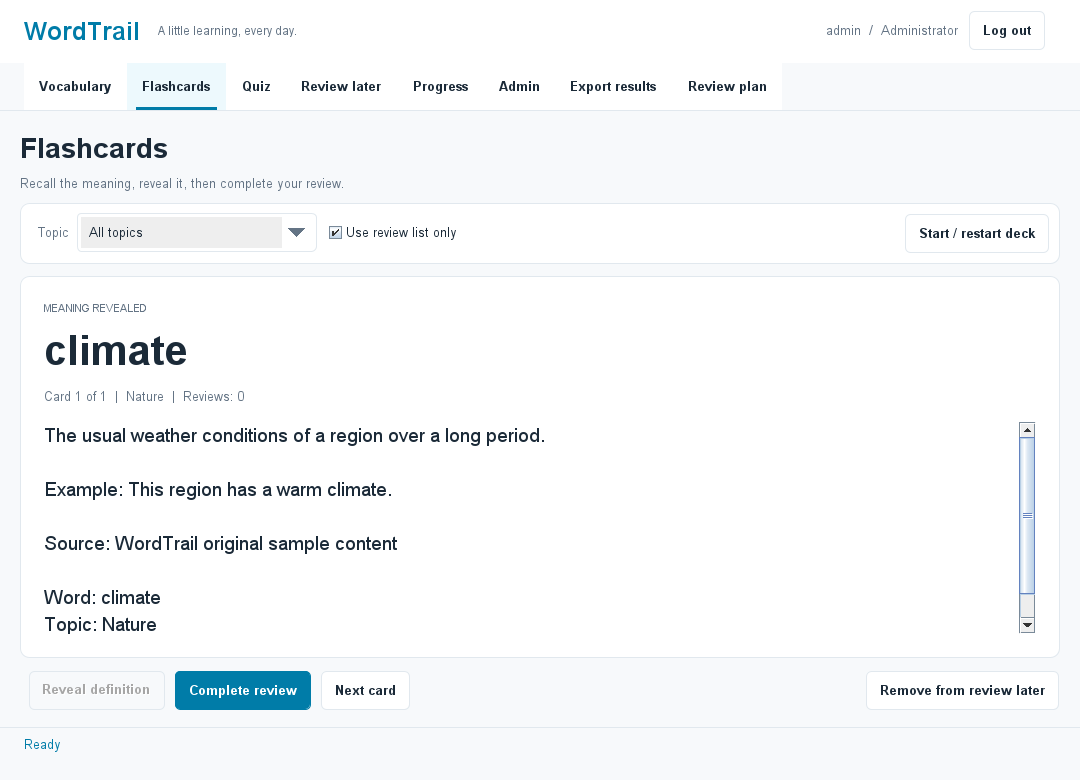 WordTrail A little learning, every day. admin / Administrator Log out
Vocabulary Flashcards Quiz Review later Progress Admin Export results Review plan
Flashcards
Recall the meaning, reveal it, then complete your review.
Topic All topics Use review list only Start / restart deck
MEANING REVEALED
climate
Card 1 of 1 | Nature | Reviews: 0
The usual weather conditions of a region over a long period.
Example: This region has a warm climate.
Source: WordTrail original sample content
Word: climate
Topic: Nature
Reveal definition Complete review Next card Remove from review later
Ready